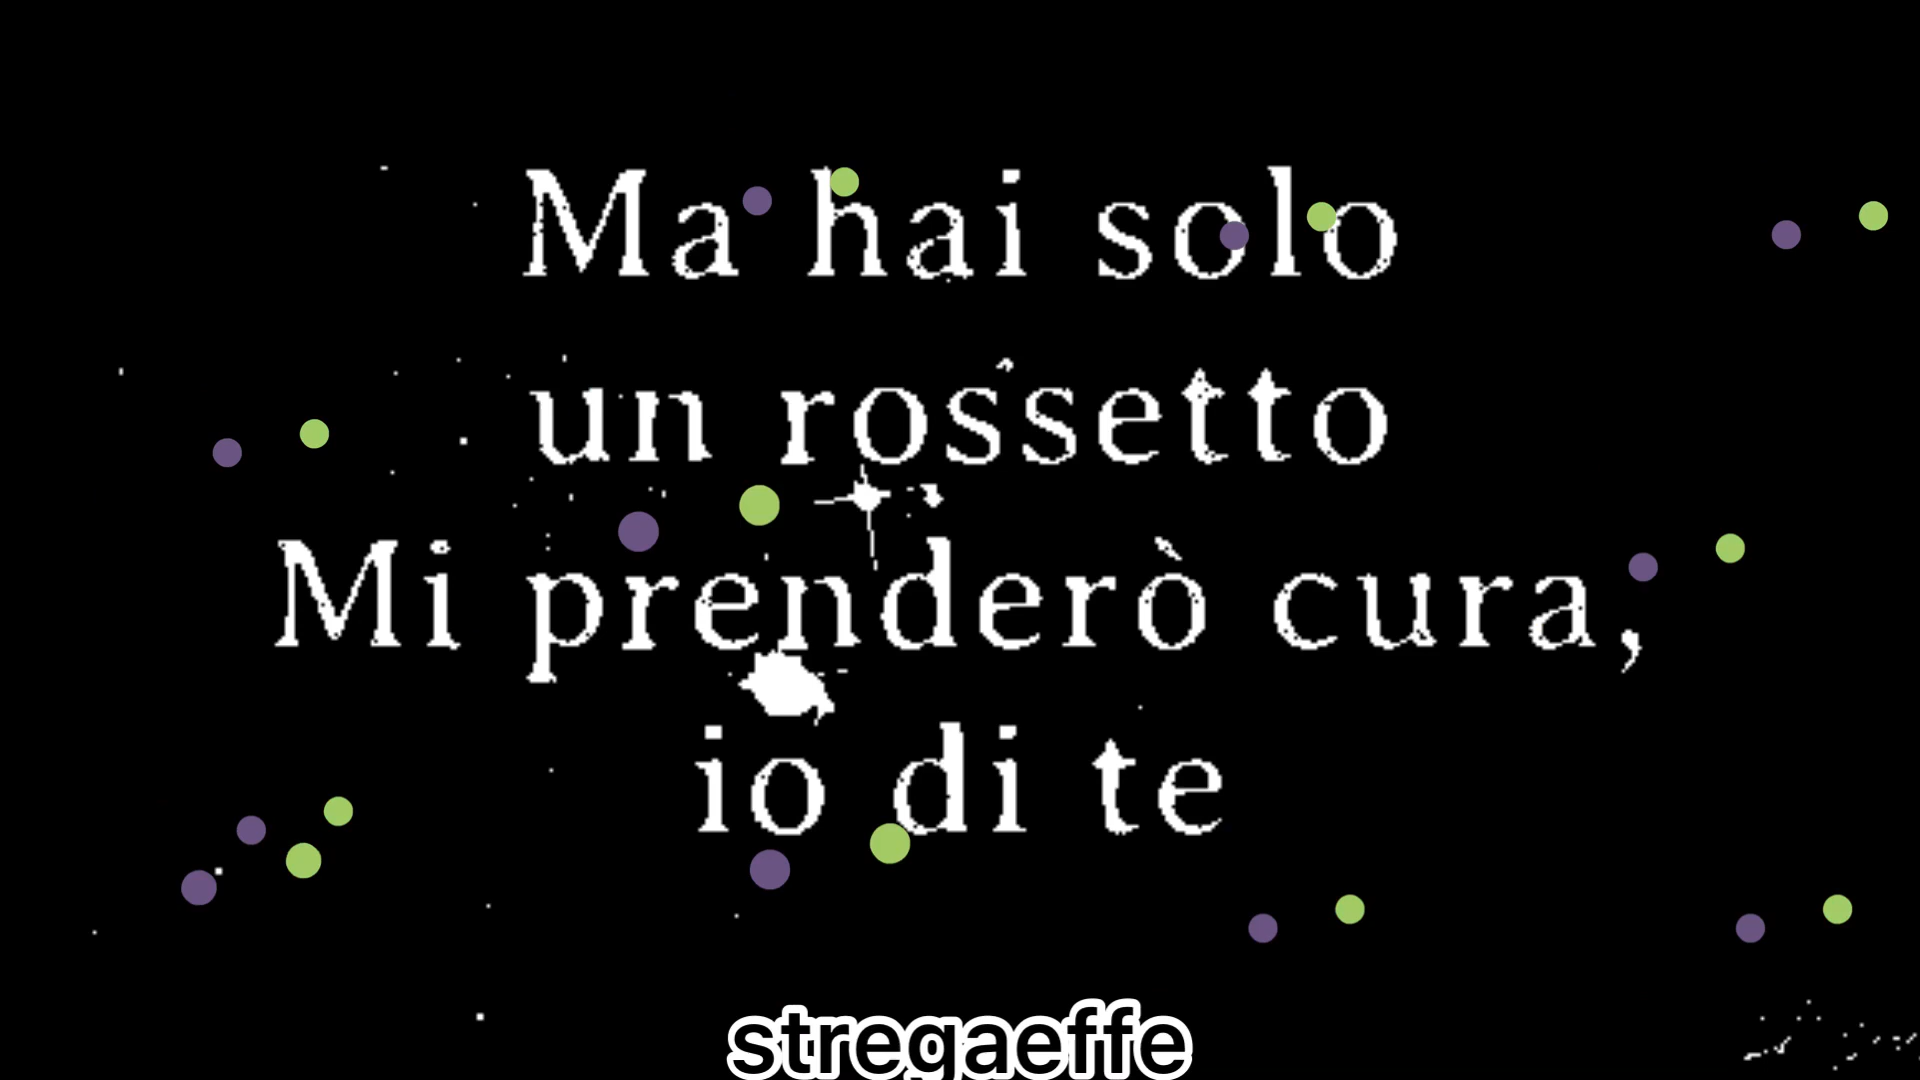 Ma hai solo
un rossetto
Mi prenderò cura,
io di te
stregaeffe